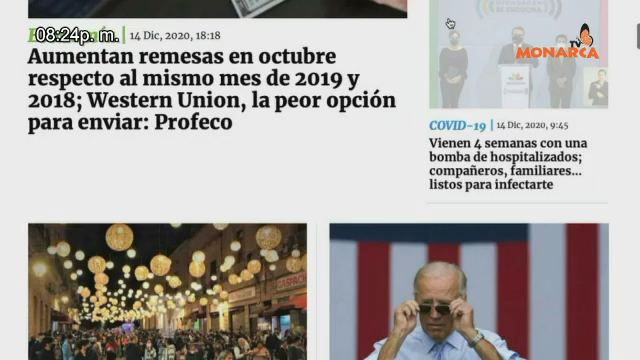 08:24p. m.
14 Dic, 2020, 18:18
Aumentan remesas en octubre
respecto al mismo mes de 2019 y
2018; Western Union, la peor opción
para enviar: Profeco
TV
MONARCA
COVID-19 | 14 Dic, 2020, 9:45
Vienen 4 semanas con una
bomba de hospitalizados;
compañeros, familiares...
listos para infectarte